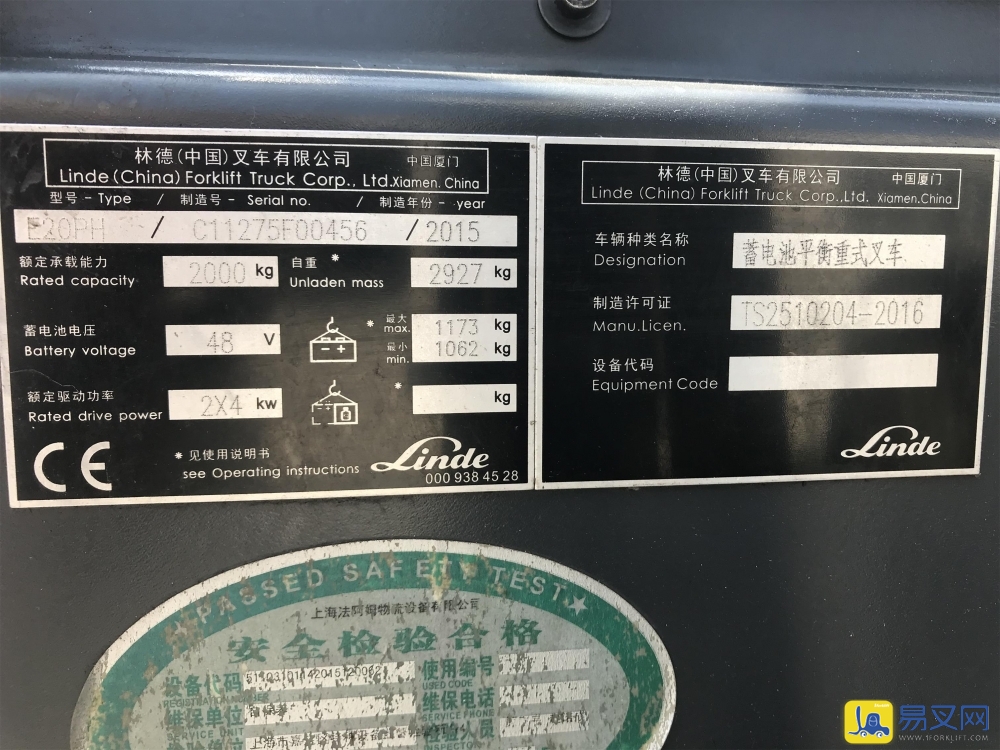 林德(中国)叉车有限公司 中国厦门
Linde (China) Forklift Truck Corp., Ltd. Xiamen. China
型号 - Type / 制造号 - Serial no. / 制造年份 - year
E20PH / C11275F00456 / 2015
额定承载能力 2000 kg 自重 * 2927 kg
Rated capacity Unladen mass
蓄电池电压 48 V * 最大 max. 1173 kg
Battery voltage 最小 min. 1062 kg
额定驱动功率 2X4 kw * kg
Rated drive power
CE
* 见使用说明书
see Operating instructions
Linde
000 938 45 28
林德(中国)叉车有限公司 中国厦门
Linde (China) Forklift Truck Corp.,Ltd. Xiamen.China
车辆种类名称 蓄电池平衡重式叉车
Designation
制造许可证 TS2510204-2016
Manu.Licen.
设备代码
Equipment Code
Linde
PASSED SAFETY TEST
上海法阿姆物流设备有限公司
安全检验合格
设备代码 使用编号
USED CODE
维保单位 维保电话
SERVICE UNIT SERVICE PHONE
易叉网
www.1FORKLIFT.COM